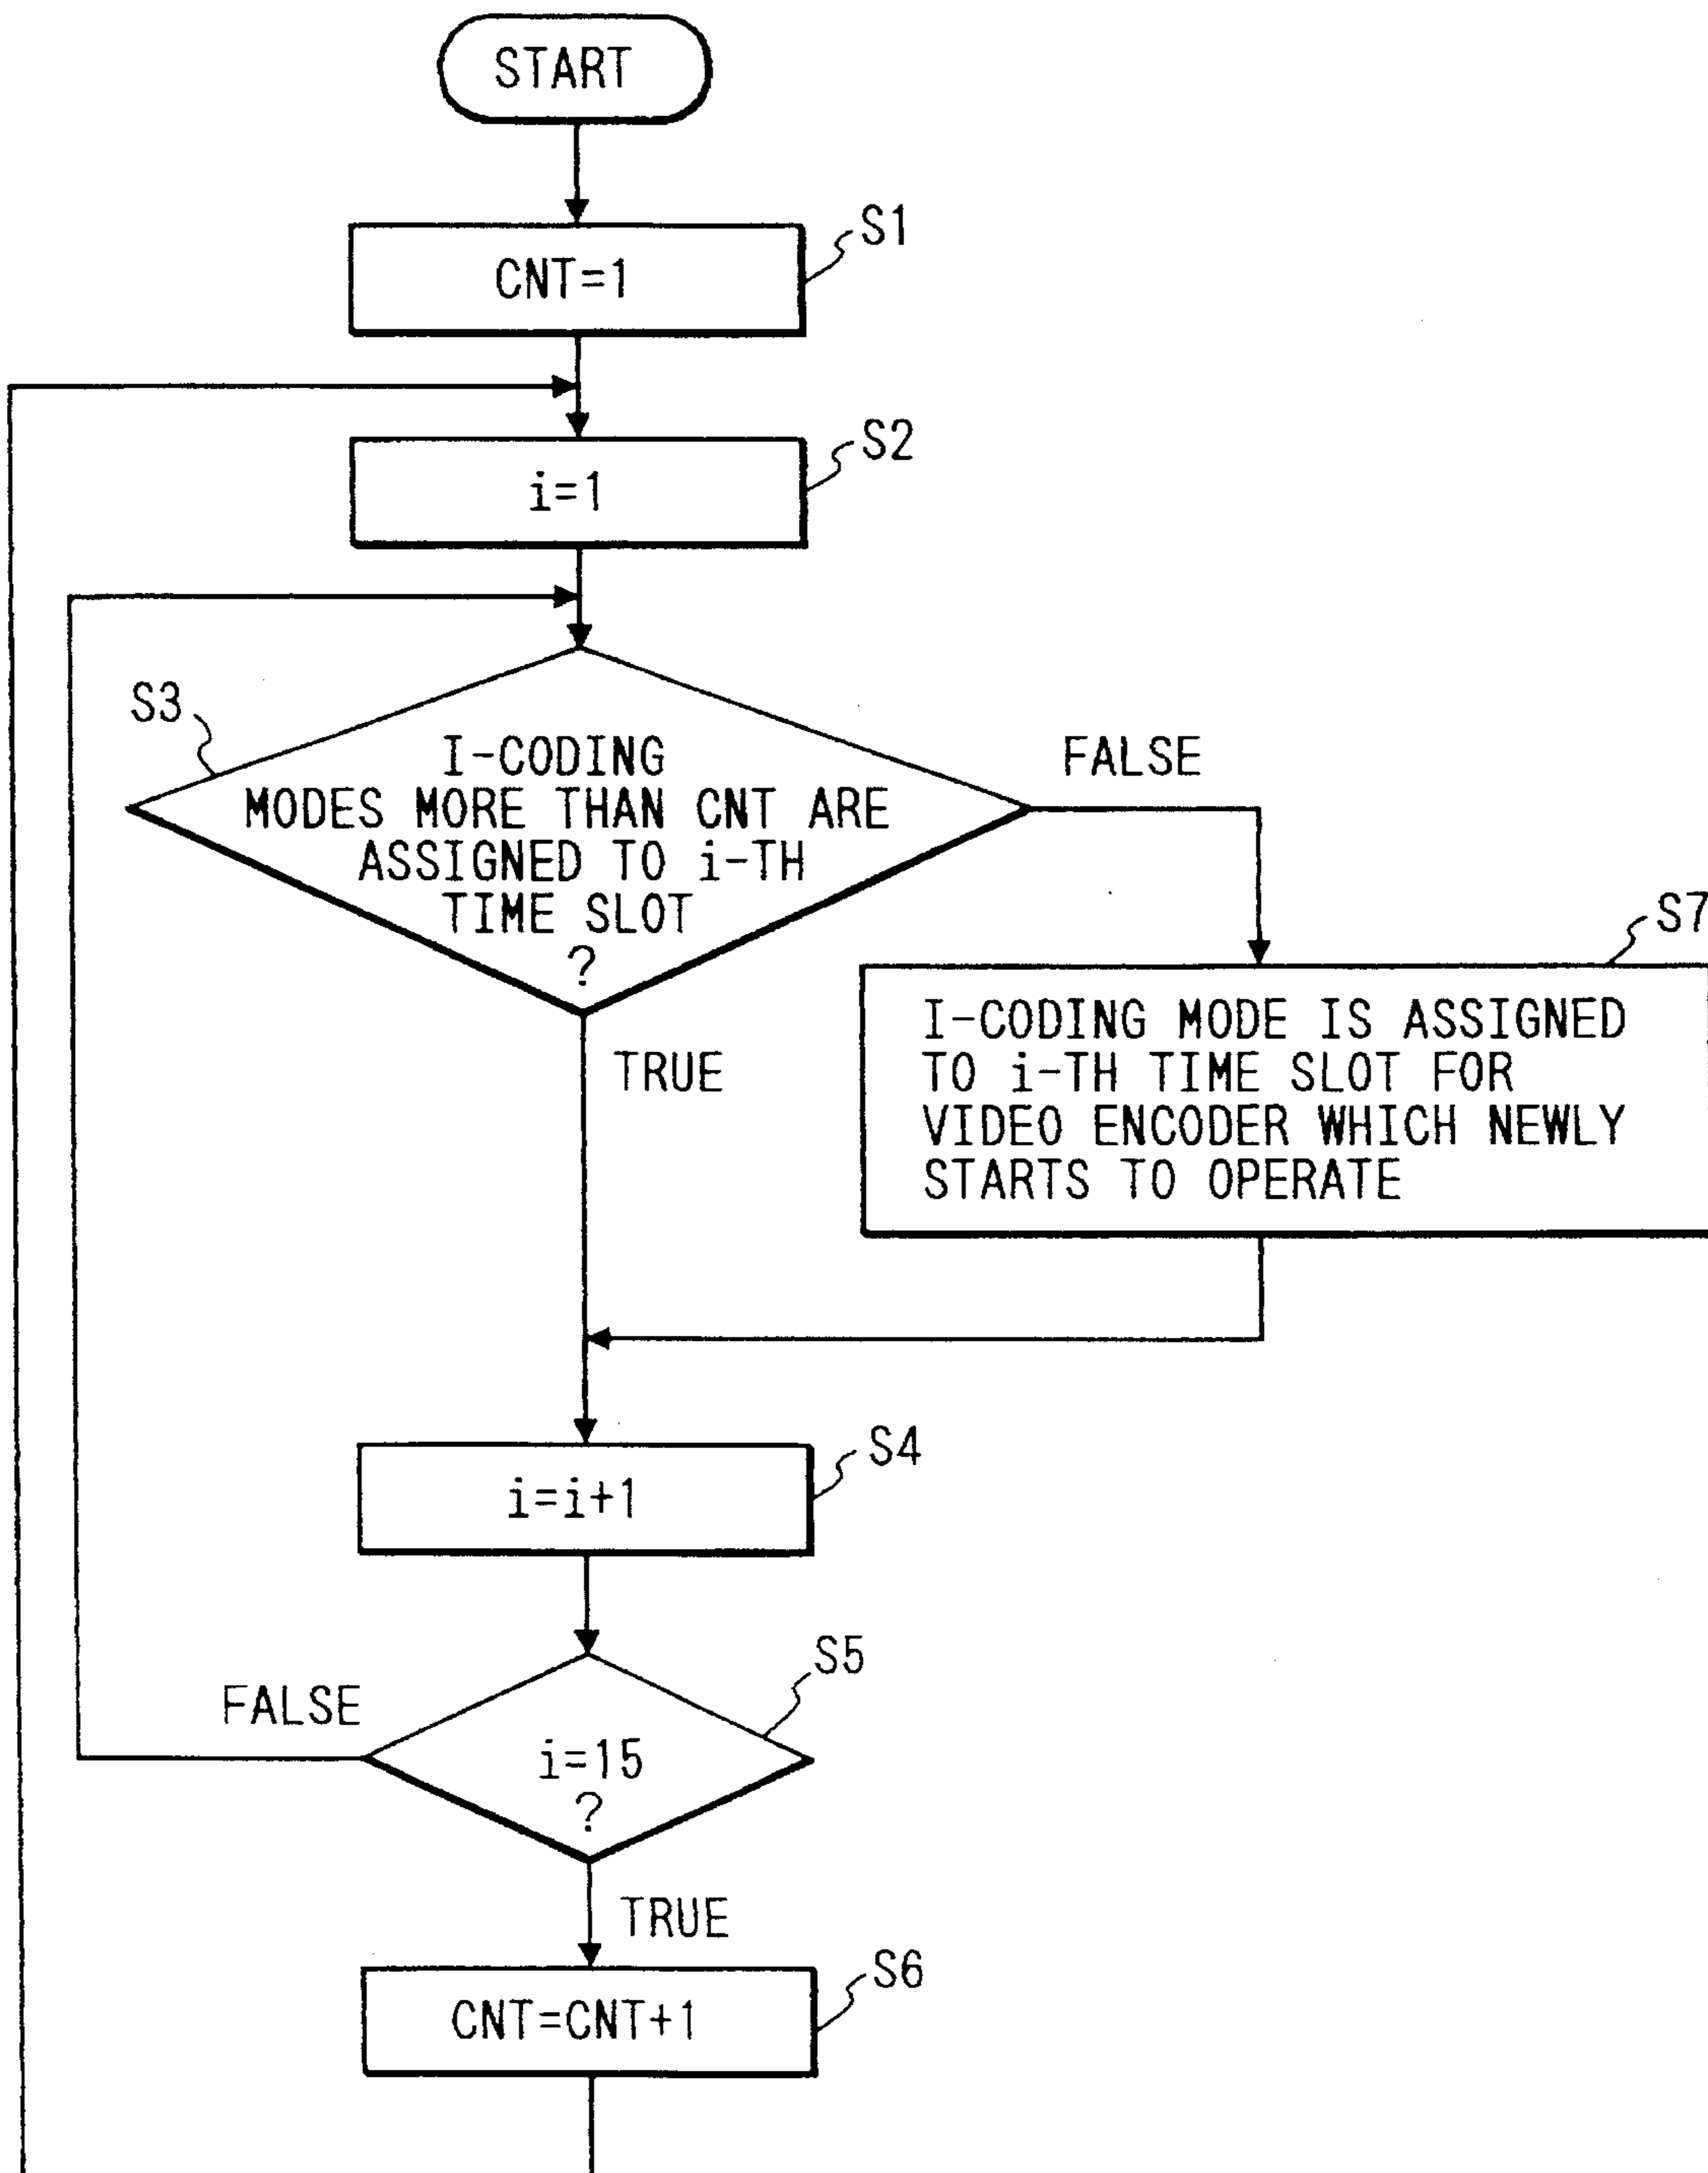 START
S1
CNT=1
S2
i=1
S3
I-CODING
MODES MORE THAN CNT ARE
ASSIGNED TO i-TH
TIME SLOT
?
FALSE
TRUE
S7
I-CODING MODE IS ASSIGNED
TO i-TH TIME SLOT FOR
VIDEO ENCODER WHICH NEWLY
STARTS TO OPERATE
S4
i=i+1
S5
FALSE
i=15
?
TRUE
S6
CNT=CNT+1